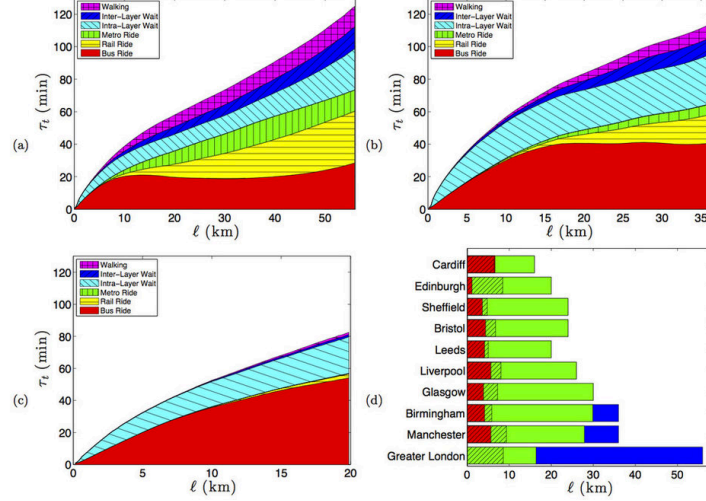 (a)
τt (min)
120
100
80
60
40
20
0
Walking
Inter-Layer Wait
Intra-Layer Wait
Metro Ride
Rail Ride
Bus Ride
0 10 20 30 40 50
ℓ (km)
(b)
τt (min)
120
100
80
60
40
20
0
Walking
Inter-Layer Wait
Intra-Layer Wait
Metro Ride
Rail Ride
Bus Ride
0 5 10 15 20 25 30 35
ℓ (km)
(c)
τt (min)
120
100
80
60
40
20
0
Walking
Inter-Layer Wait
Intra-Layer Wait
Metro Ride
Rail Ride
Bus Ride
0 5 10 15 20
ℓ (km)
Cardiff
Edinburgh
Sheffield
Bristol
Leeds
Liverpool
Glasgow
Birmingham
Manchester
Greater London
(d)
0 10 20 30 40 50
ℓ (km)